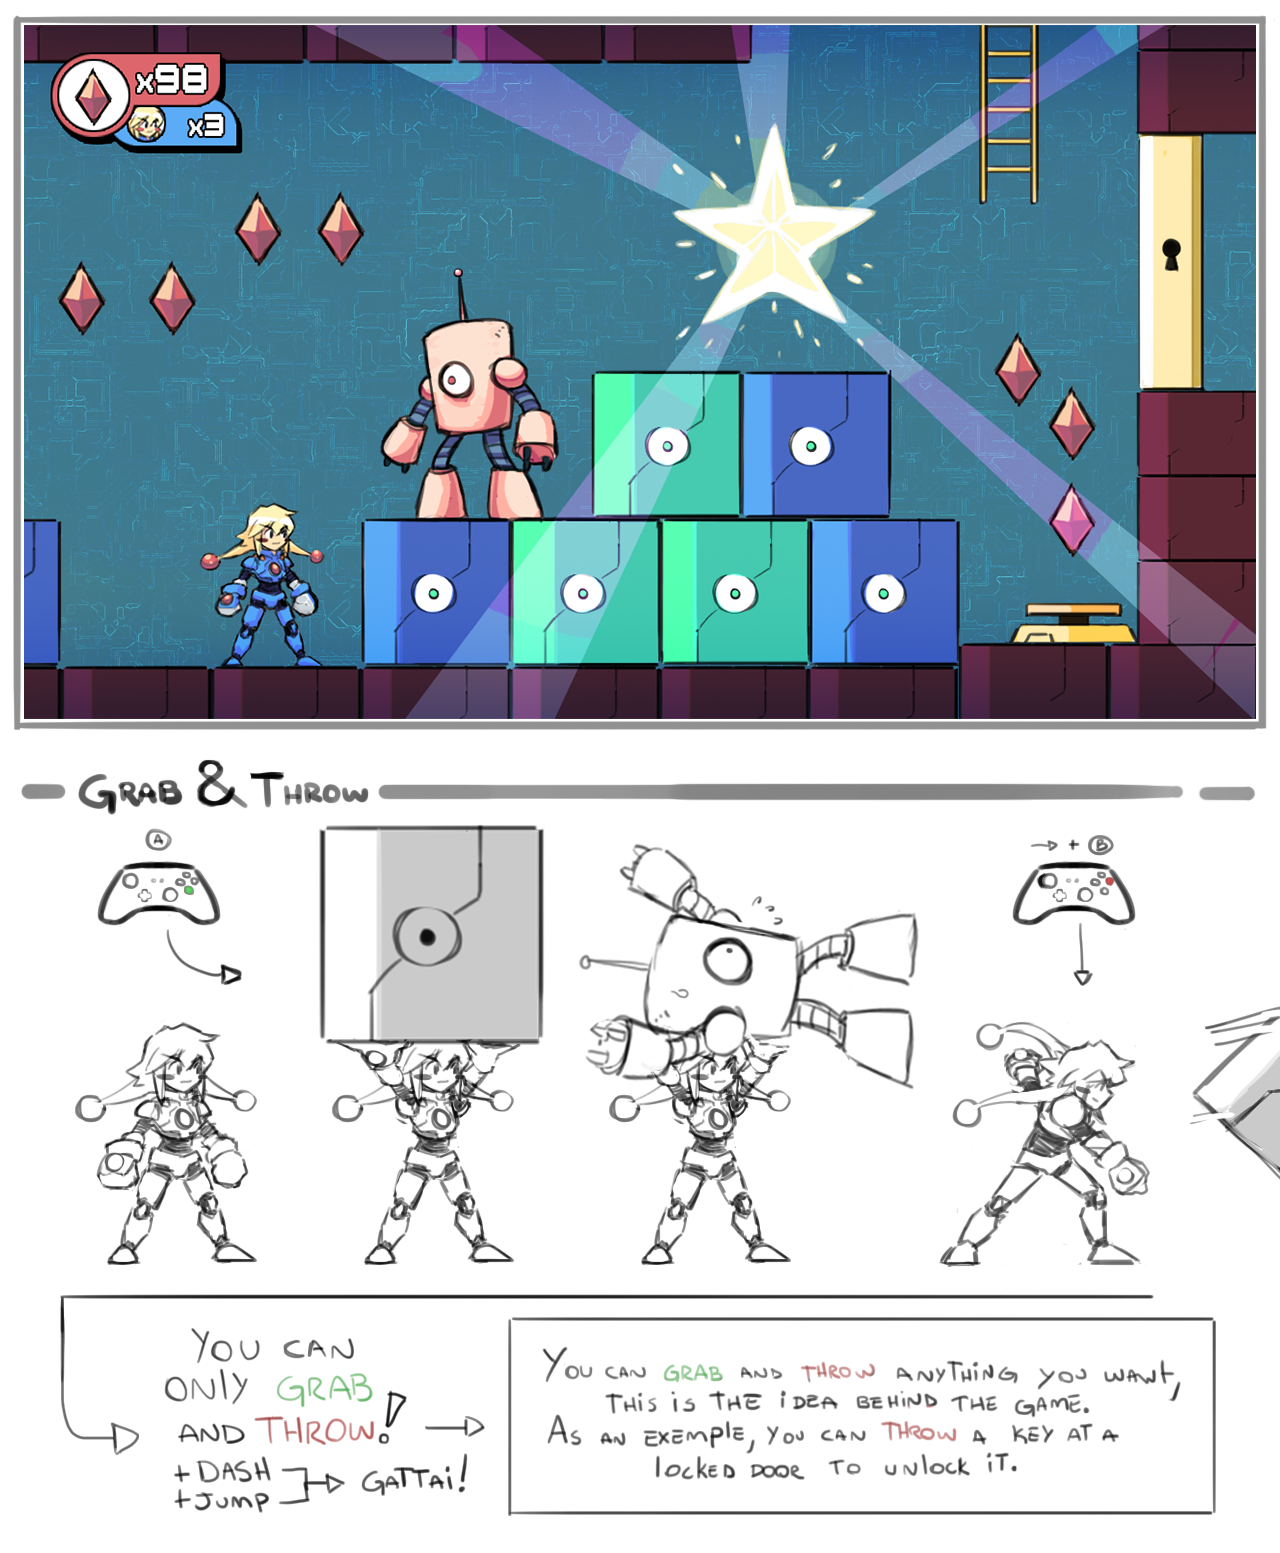 x98
x3
GRAB & THROW
A
→ + B
YOU CAN
ONLY GRAB
AND THROW!
+ DASH
+ JUMP
GATTAI!
YOU CAN GRAB AND THROW ANYTHING YOU WANT,
THIS IS THE IDEA BEHIND THE GAME.
AS AN EXEMPLE, YOU CAN THROW A KEY AT A
LOCKED DOOR TO UNLOCK IT.